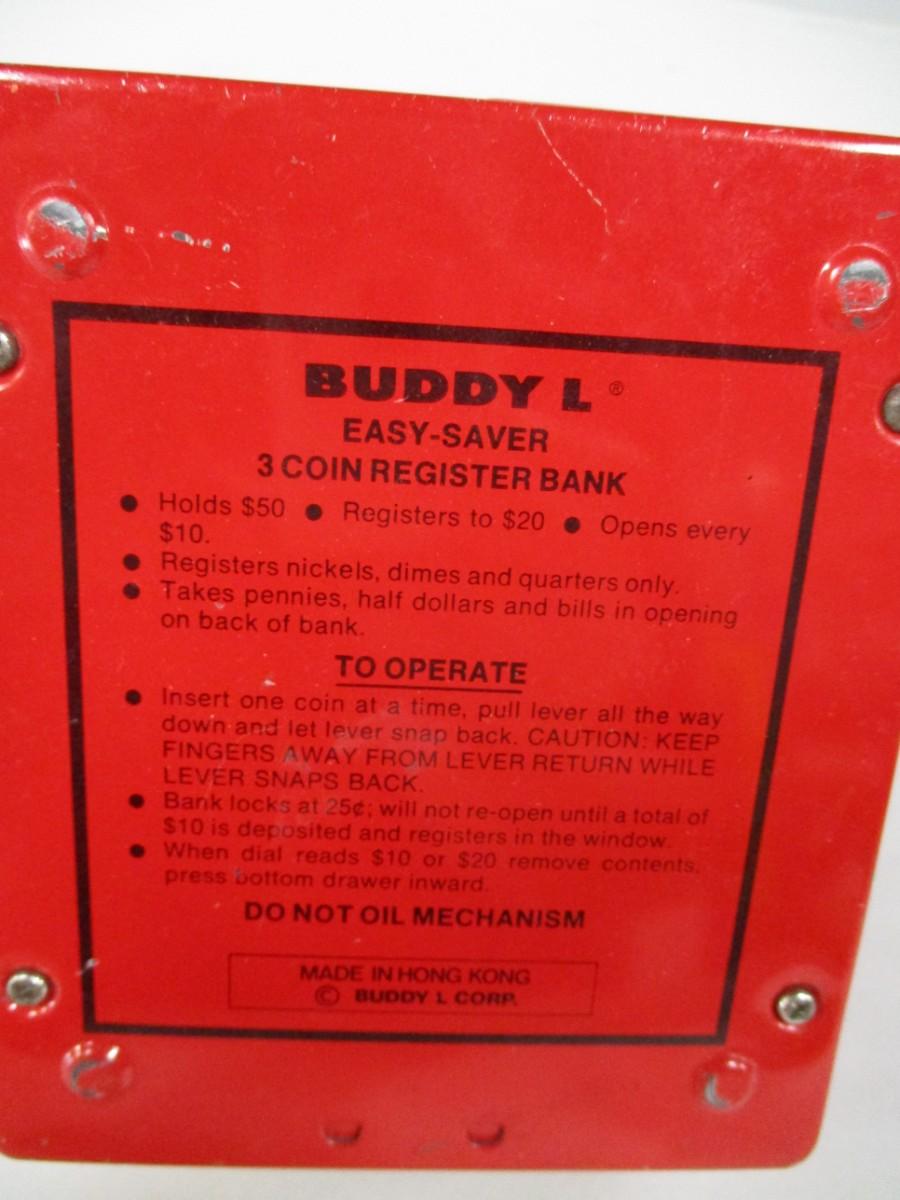 BUDDY L ®
EASY-SAVER
3 COIN REGISTER BANK
● Holds $50 ● Registers to $20 ● Opens every
$10.
● Registers nickels, dimes and quarters only.
● Takes pennies, half dollars and bills in opening
on back of bank.
TO OPERATE
● Insert one coin at a time, pull lever all the way
down and let lever snap back. CAUTION: KEEP
FINGERS AWAY FROM LEVER RETURN WHILE
LEVER SNAPS BACK.
● Bank locks at 25¢; will not re-open until a total of
$10 is deposited and registers in the window.
● When dial reads $10 or $20 remove contents,
press bottom drawer inward.
DO NOT OIL MECHANISM
MADE IN HONG KONG
© BUDDY L CORP.